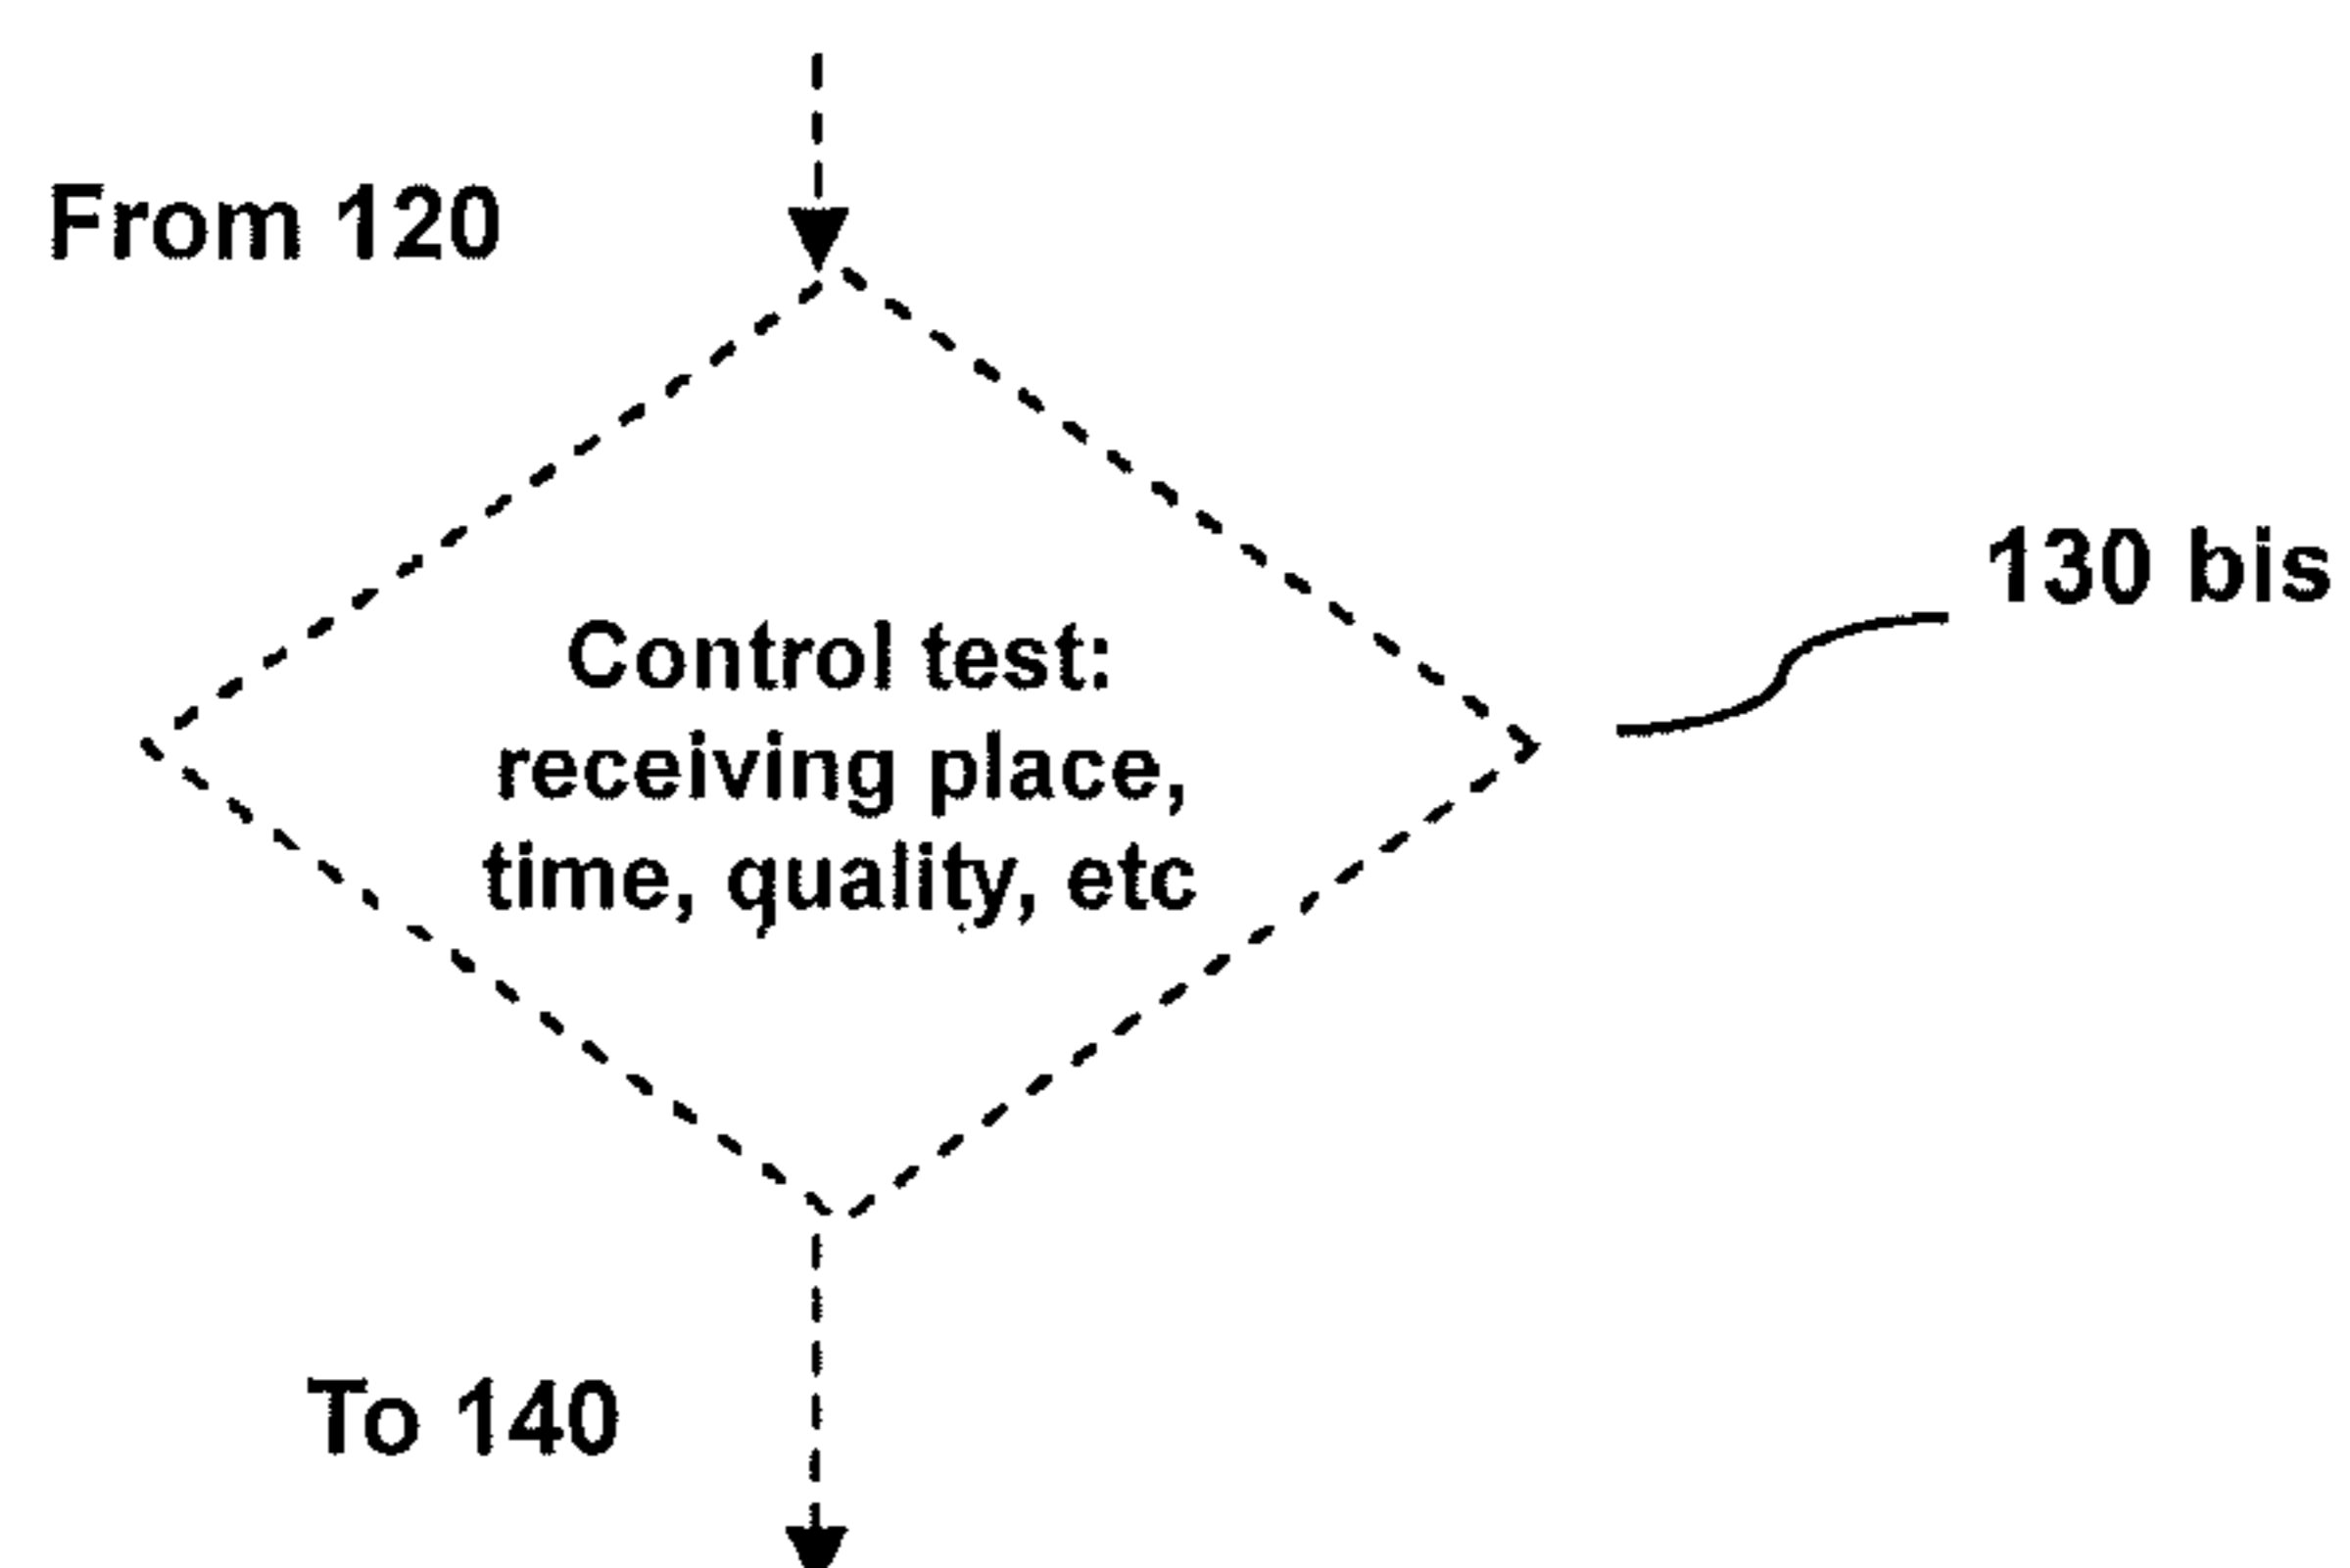 From 120
130 bis
Control test:
receiving place,
time, quality, etc
To 140